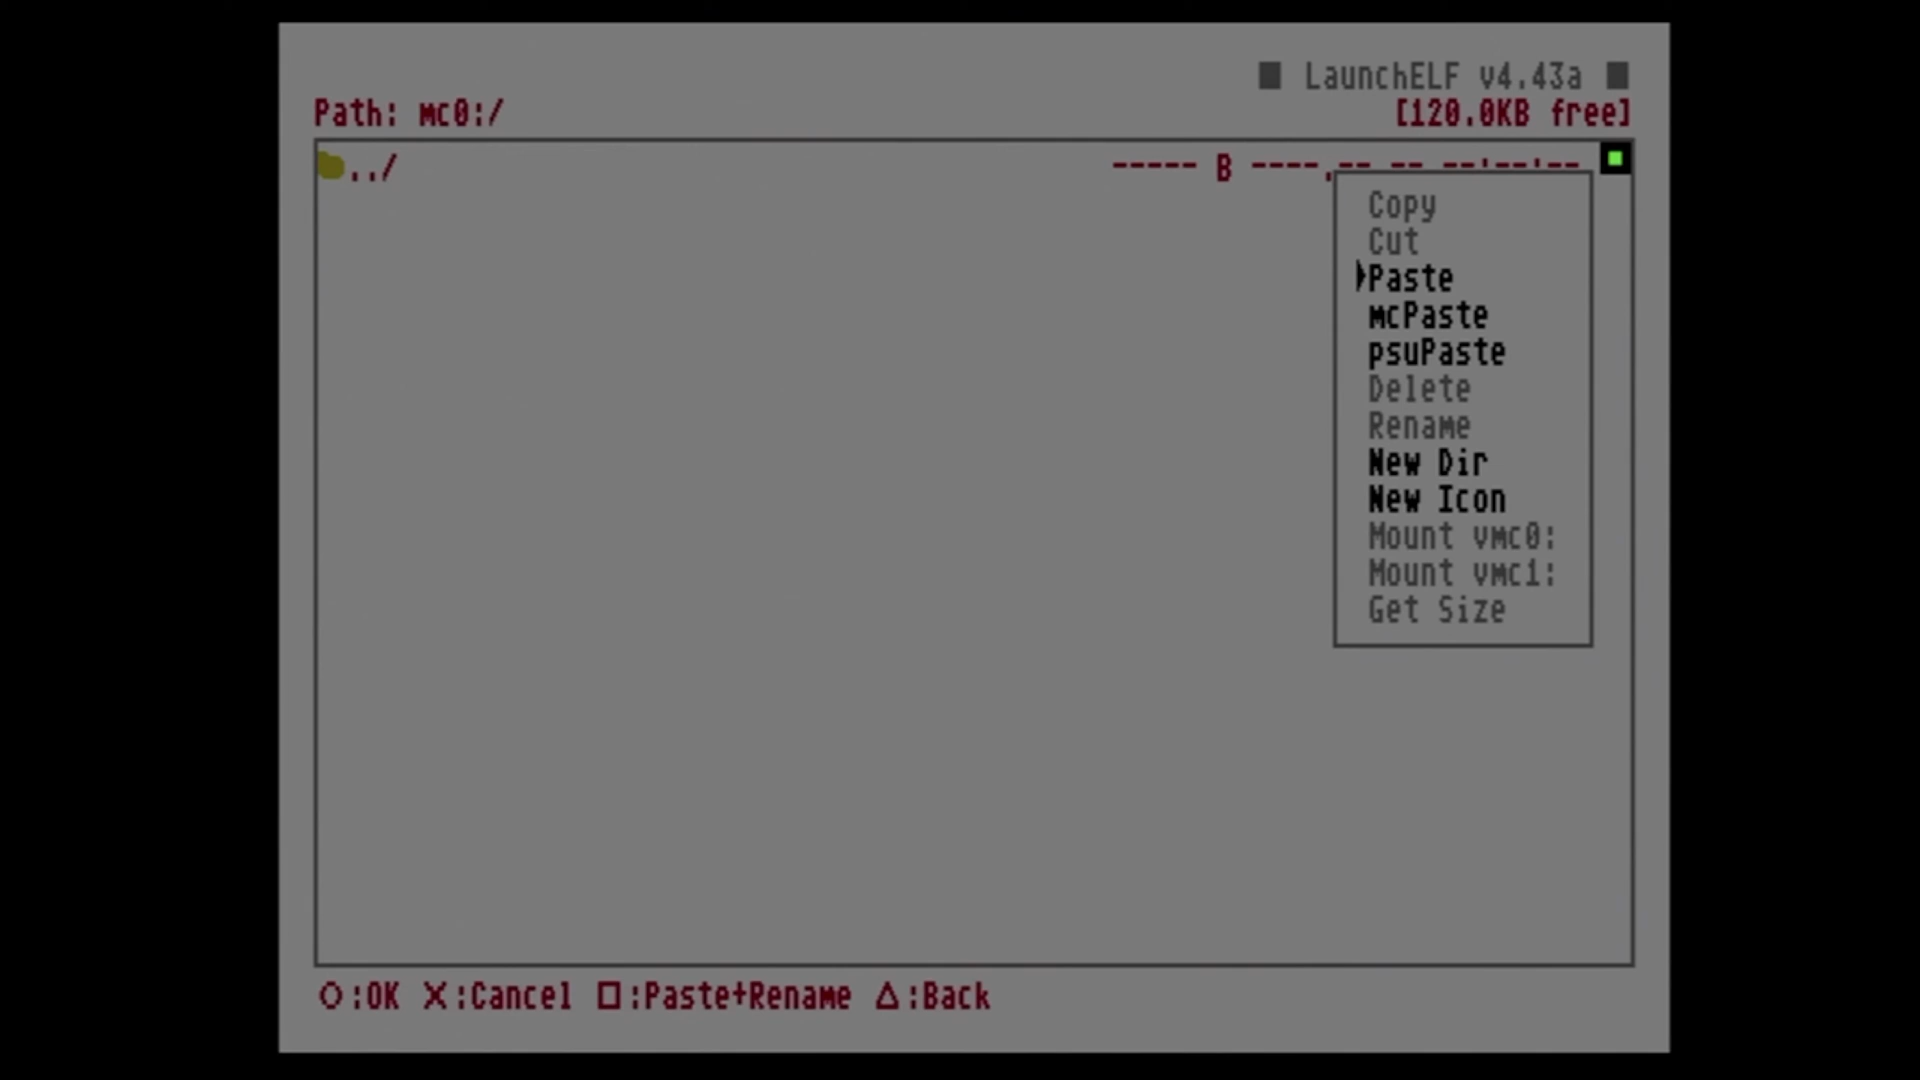 ■ LaunchELF v4.43a ■
Path: mc0:/ [120.0KB free]
../ ----- B ----.-- -- --:--:--
Copy
Cut
Paste
mcPaste
psuPaste
Delete
Rename
New Dir
New Icon
Mount vmc0:
Mount vmc1:
Get Size
○:OK ×:Cancel □:Paste+Rename △:Back